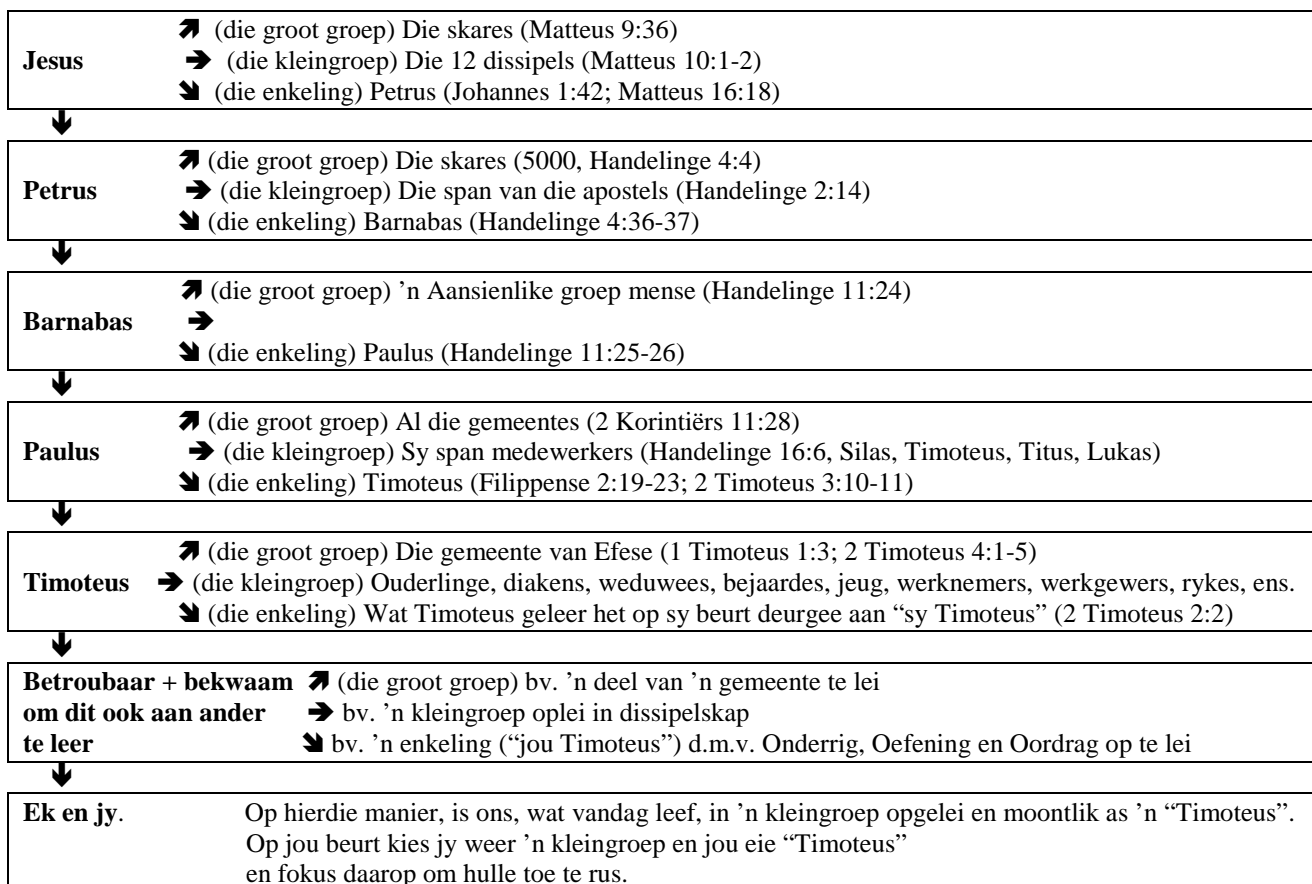 ↗ (die groot groep) Die skares (Matteus 9:36)
Jesus ➔ (die kleingroep) Die 12 dissipels (Matteus 10:1-2)
↘ (die enkeling) Petrus (Johannes 1:42; Matteus 16:18)
↓
↗ (die groot groep) Die skares (5000, Handelinge 4:4)
Petrus ➔ (die kleingroep) Die span van die apostels (Handelinge 2:14)
↘ (die enkeling) Barnabas (Handelinge 4:36-37)
↓
↗ (die groot groep) ’n Aansienlike groep mense (Handelinge 11:24)
Barnabas ➔
↘ (die enkeling) Paulus (Handelinge 11:25-26)
↓
↗ (die groot groep) Al die gemeentes (2 Korintiërs 11:28)
Paulus ➔ (die kleingroep) Sy span medewerkers (Handelinge 16:6, Silas, Timoteus, Titus, Lukas)
↘ (die enkeling) Timoteus (Filippense 2:19-23; 2 Timoteus 3:10-11)
↓
↗ (die groot groep) Die gemeente van Efese (1 Timoteus 1:3; 2 Timoteus 4:1-5)
Timoteus ➔ (die kleingroep) Ouderlinge, diakens, weduwees, bejaardes, jeug, werknemers, werkgewers, rykes, ens.
↘ (die enkeling) Wat Timoteus geleer het op sy beurt deurgee aan “sy Timoteus” (2 Timoteus 2:2)
↓
Betroubaar + bekwaam ↗ (die groot groep) bv. ’n deel van ’n gemeente te lei
om dit ook aan ander ➔ bv. ’n kleingroep oplei in dissipelskap
te leer ↘ bv. ’n enkeling (“jou Timoteus”) d.m.v. Onderrig, Oefening en Oordrag op te lei
↓
Ek en jy. Op hierdie manier, is ons, wat vandag leef, in ’n kleingroep opgelei en moontlik as ’n “Timoteus”.
Op jou beurt kies jy weer ’n kleingroep en jou eie “Timoteus”
en fokus daarop om hulle toe te rus.